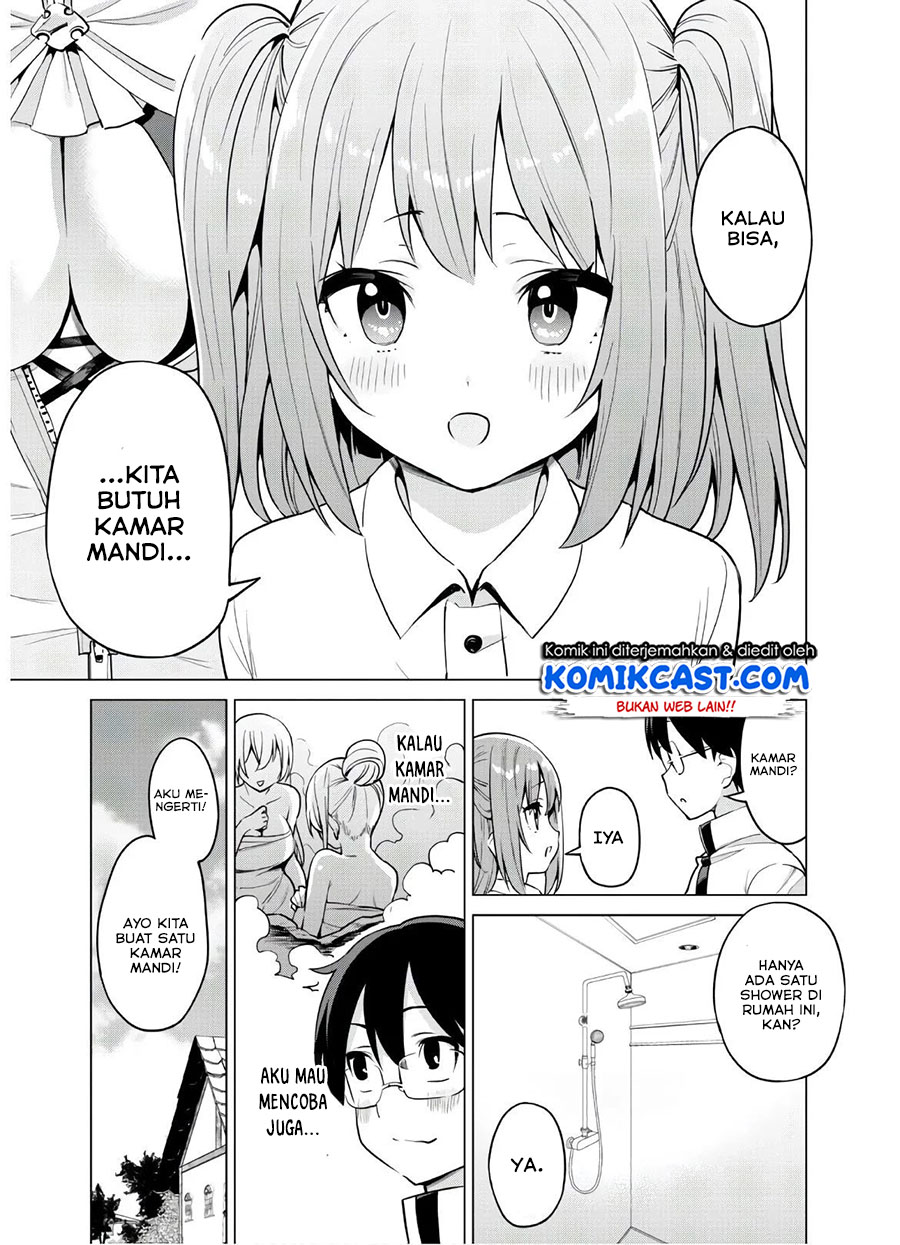 KALAU
BISA,
...KITA
BUTUH
KAMAR
MANDI...
Komik ini diterjemahkan & diedit oleh
KOMIKCAST.COM
BUKAN WEB LAIN!!
KAMAR
MANDI?
IYA
HANYA
ADA SATU
SHOWER DI
RUMAH INI,
KAN?
YA.
KALAU
KAMAR
MANDI...
AKU MAU
MENCOBA
JUGA...
AKU ME-
NGERTI!
AYO KITA
BUAT SATU
KAMAR
MANDI!